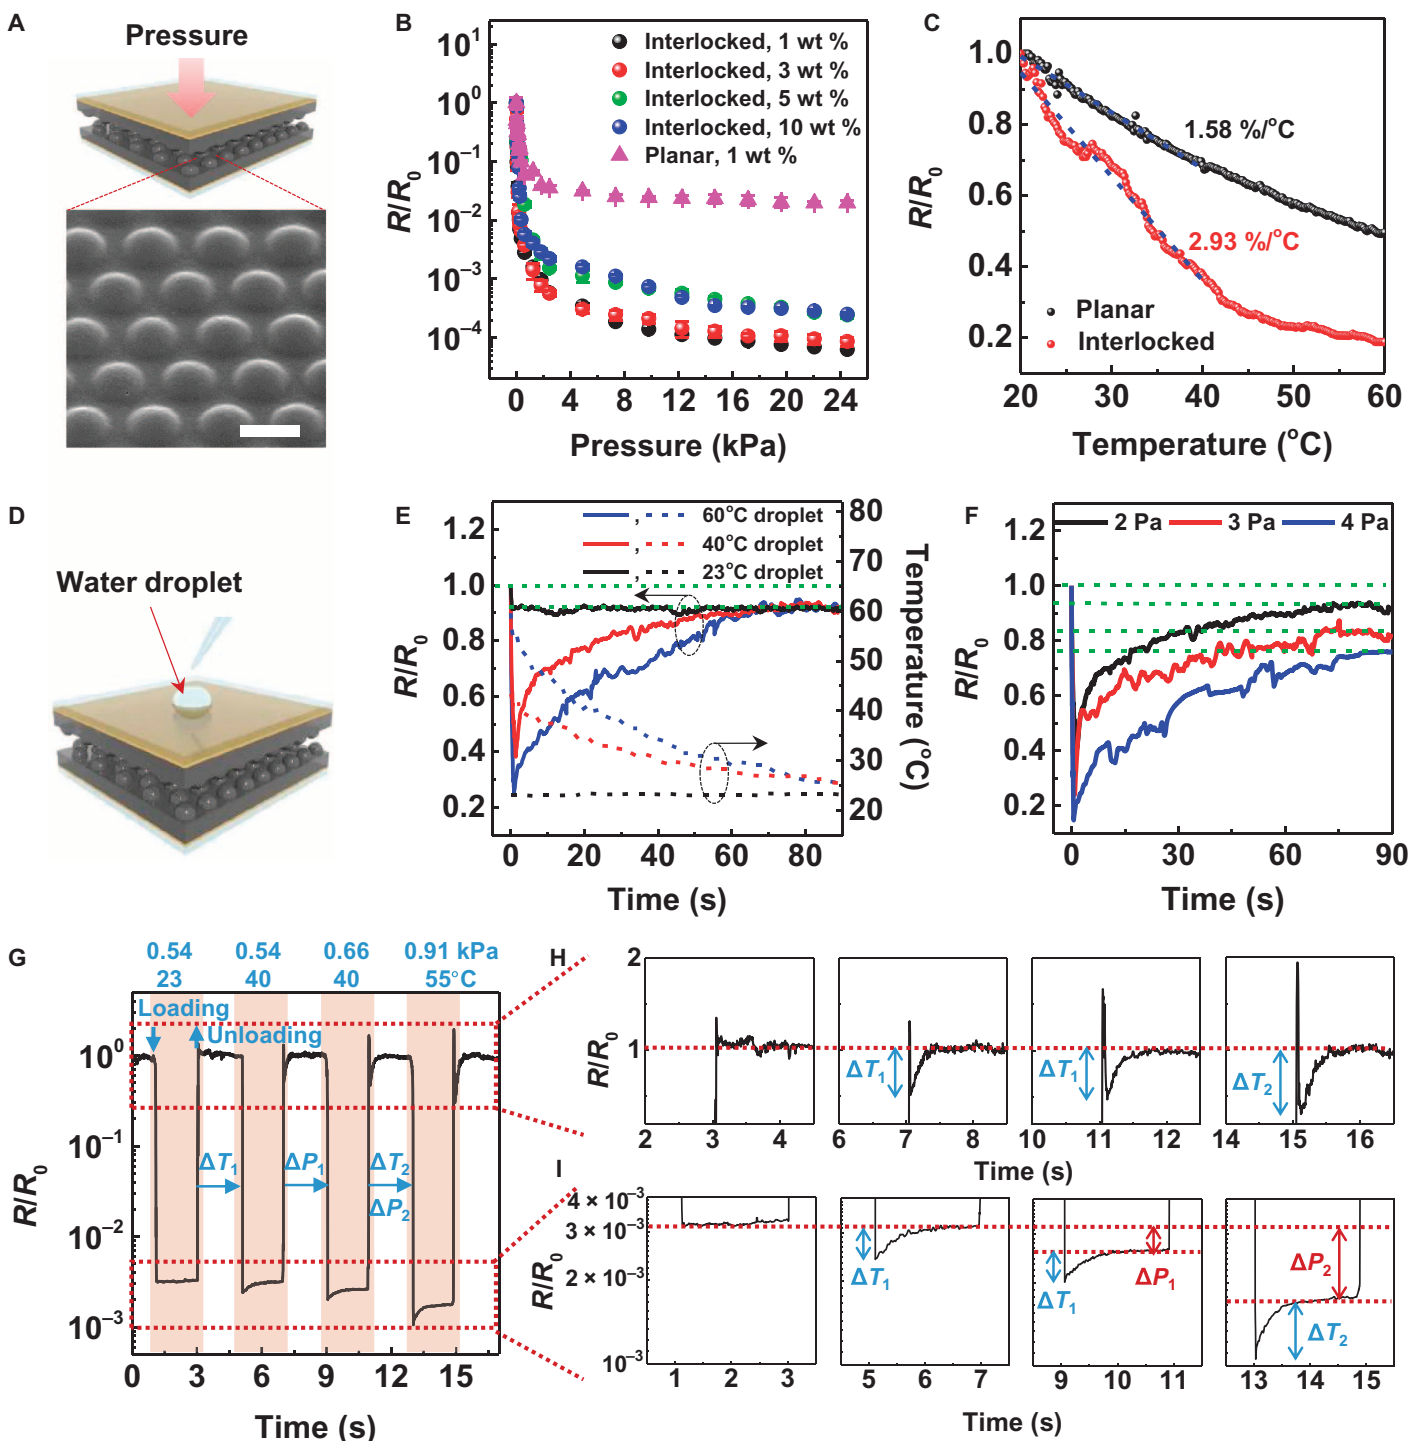 A
Pressure
B
10¹
10⁰
10⁻¹
10⁻²
10⁻³
10⁻⁴
R/R₀
Interlocked, 1 wt %
Interlocked, 3 wt %
Interlocked, 5 wt %
Interlocked, 10 wt %
Planar, 1 wt %
0 4 8 12 16 20 24
Pressure (kPa)
C
1.0
0.8
0.6
0.4
0.2
R/R₀
1.58 %/°C
2.93 %/°C
Planar
Interlocked
20 30 40 50 60
Temperature (°C)
D
Water droplet
E
1.2
1.0
0.8
0.6
0.4
0.2
R/R₀
, 60°C droplet
, 40°C droplet
, 23°C droplet
80
70
60
50
40
30
20
Temperature (°C)
0 20 40 60 80
Time (s)
F
2 Pa 3 Pa 4 Pa
1.2
1.0
0.8
0.6
0.4
0.2
R/R₀
0 30 60 90
Time (s)
G
0.54 0.54 0.66 0.91 kPa
23 40 40 55°C
Loading
Unloading
10⁰
10⁻¹
10⁻²
10⁻³
R/R₀
ΔT₁ ΔP₁ ΔT₂
ΔP₂
0 3 6 9 12 15
Time (s)
H
2
1
R/R₀
ΔT₁ ΔT₁ ΔT₂
2 3 4 6 7 8 10 11 12 14 15 16
Time (s)
I
4 × 10⁻³
3 × 10⁻³
2 × 10⁻³
10⁻³
R/R₀
ΔT₁ ΔT₁ ΔP₁ ΔP₂ ΔT₂
1 2 3 5 6 7 9 10 11 13 14 15
Time (s)